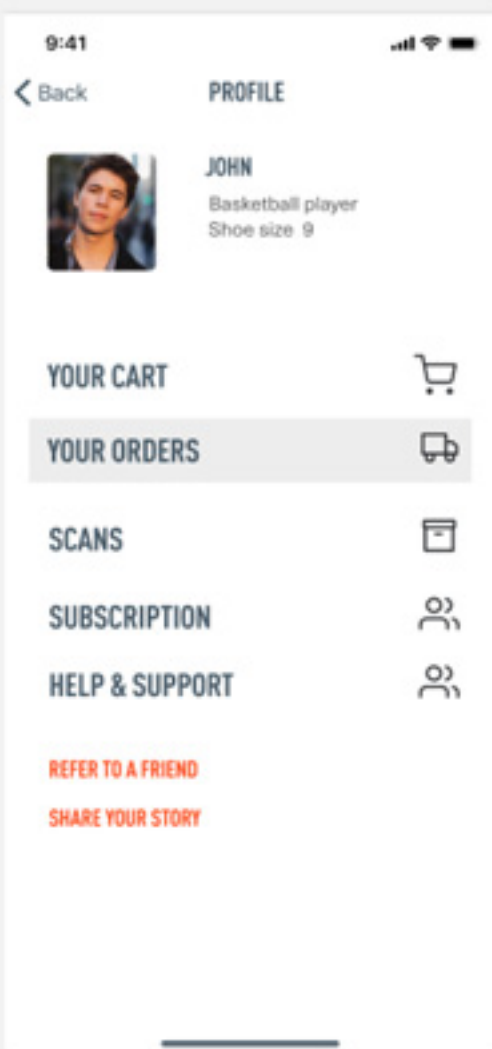 9:41
Back PROFILE
JOHN
Basketball player
Shoe size 9
YOUR CART
YOUR ORDERS
SCANS
SUBSCRIPTION
HELP & SUPPORT
REFER TO A FRIEND
SHARE YOUR STORY